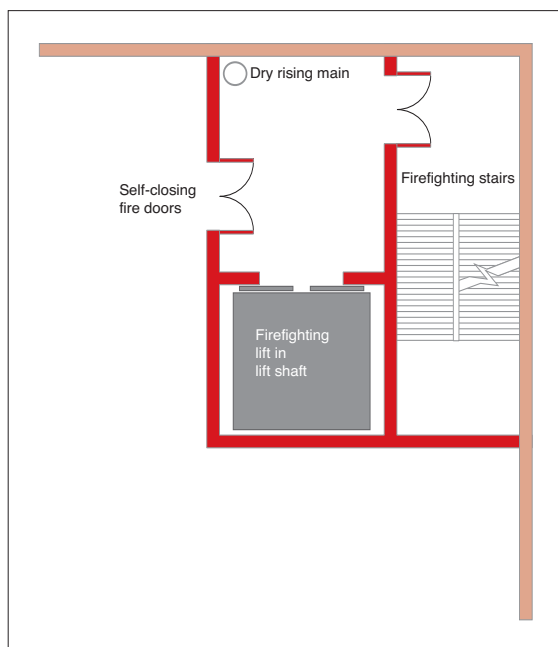 Dry rising main
Firefighting stairs
Self-closing
fire doors
Firefighting
lift in
lift shaft